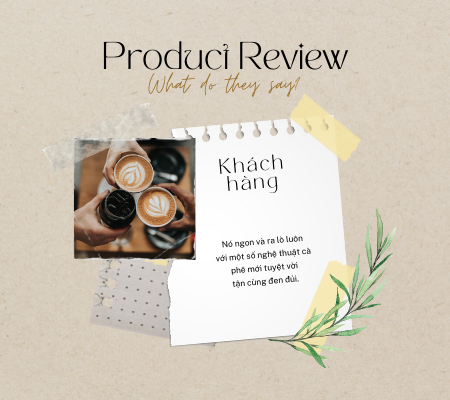 Product Review
What do they say?
Khách
hàng
Nó ngon và ra lò luôn
với một số nghệ thuật cà
phê mới tuyệt vời
tận cùng đen đủi.